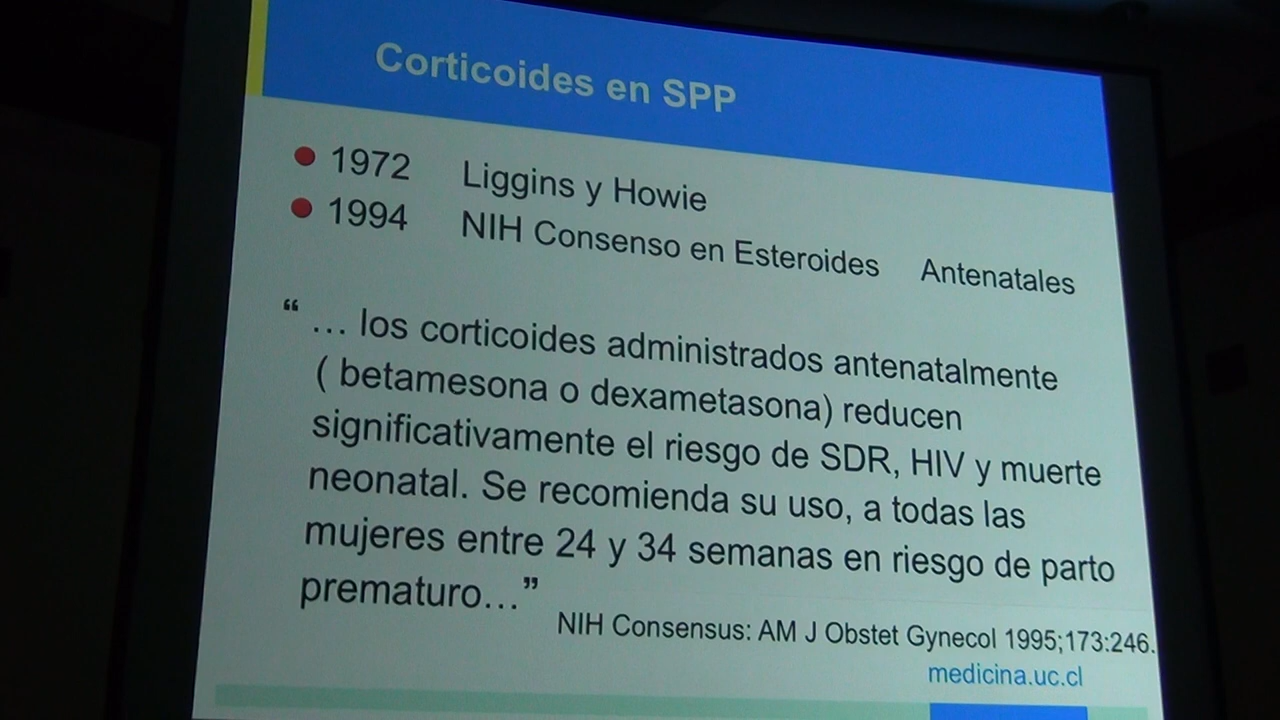 Corticoides en SPP
● 1972 Liggins y Howie
● 1994 NIH Consenso en Esteroides Antenatales
“ … los corticoides administrados antenatalmente
( betamesona o dexametasona) reducen
significativamente el riesgo de SDR, HIV y muerte
neonatal. Se recomienda su uso, a todas las
mujeres entre 24 y 34 semanas en riesgo de parto
prematuro…”
NIH Consensus: AM J Obstet Gynecol 1995;173:246.
medicina.uc.cl